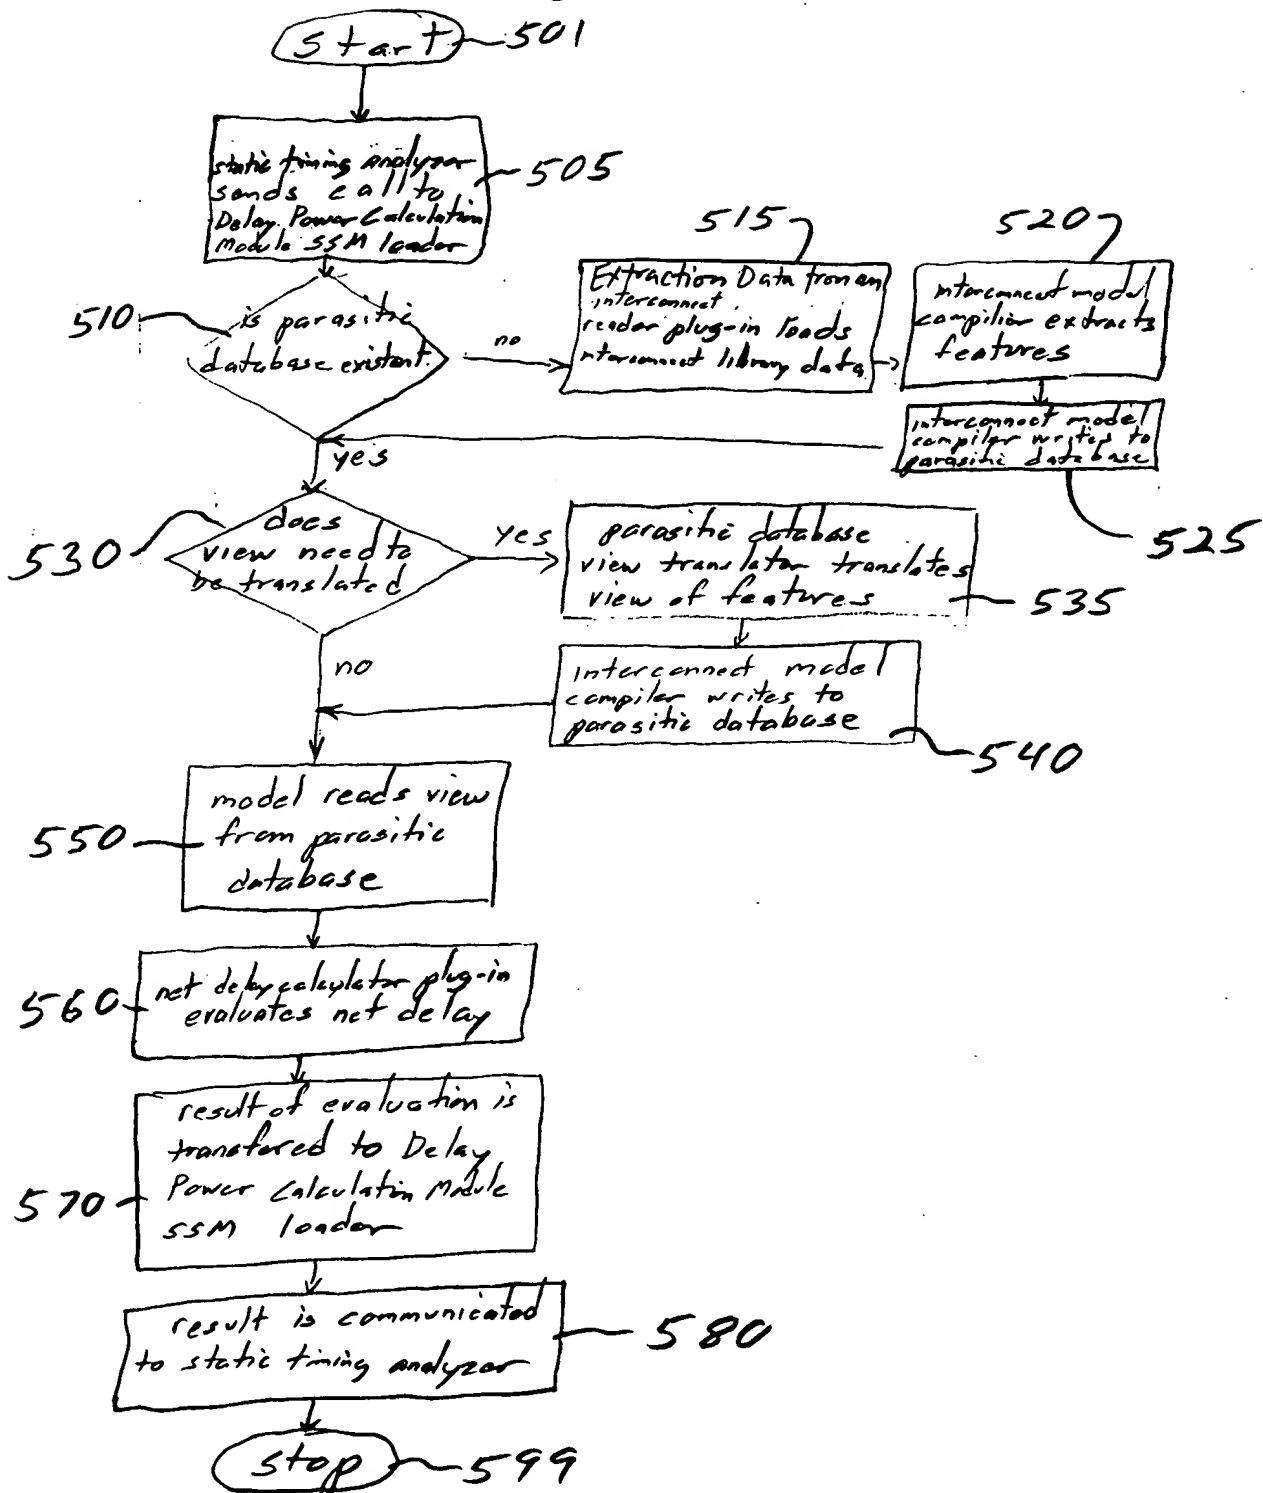 start 501
static timing analyzer
sends call to
Delay Power Calculation
Module SSM loader
505
510
is parasitic
database existent
no
515
Extraction Data from an
interconnect
reader plug-in loads
interconnect library data
520
interconnect model
compilier extracts
features
interconnect model
compiler writes to
parasitic database
525
yes
530
does
view need to
be translated
yes
parasitic database
view translator translates
view of features
535
no
interconnect model
compiler writes to
parasitic database
540
550
model reads view
from parasitic
database
560
net delay calculator plug-in
evaluates net delay
570
result of evaluation is
transfered to Delay
Power Calculatin Module
SSM loader
result is communicated
to static timing analyzer
580
stop 599